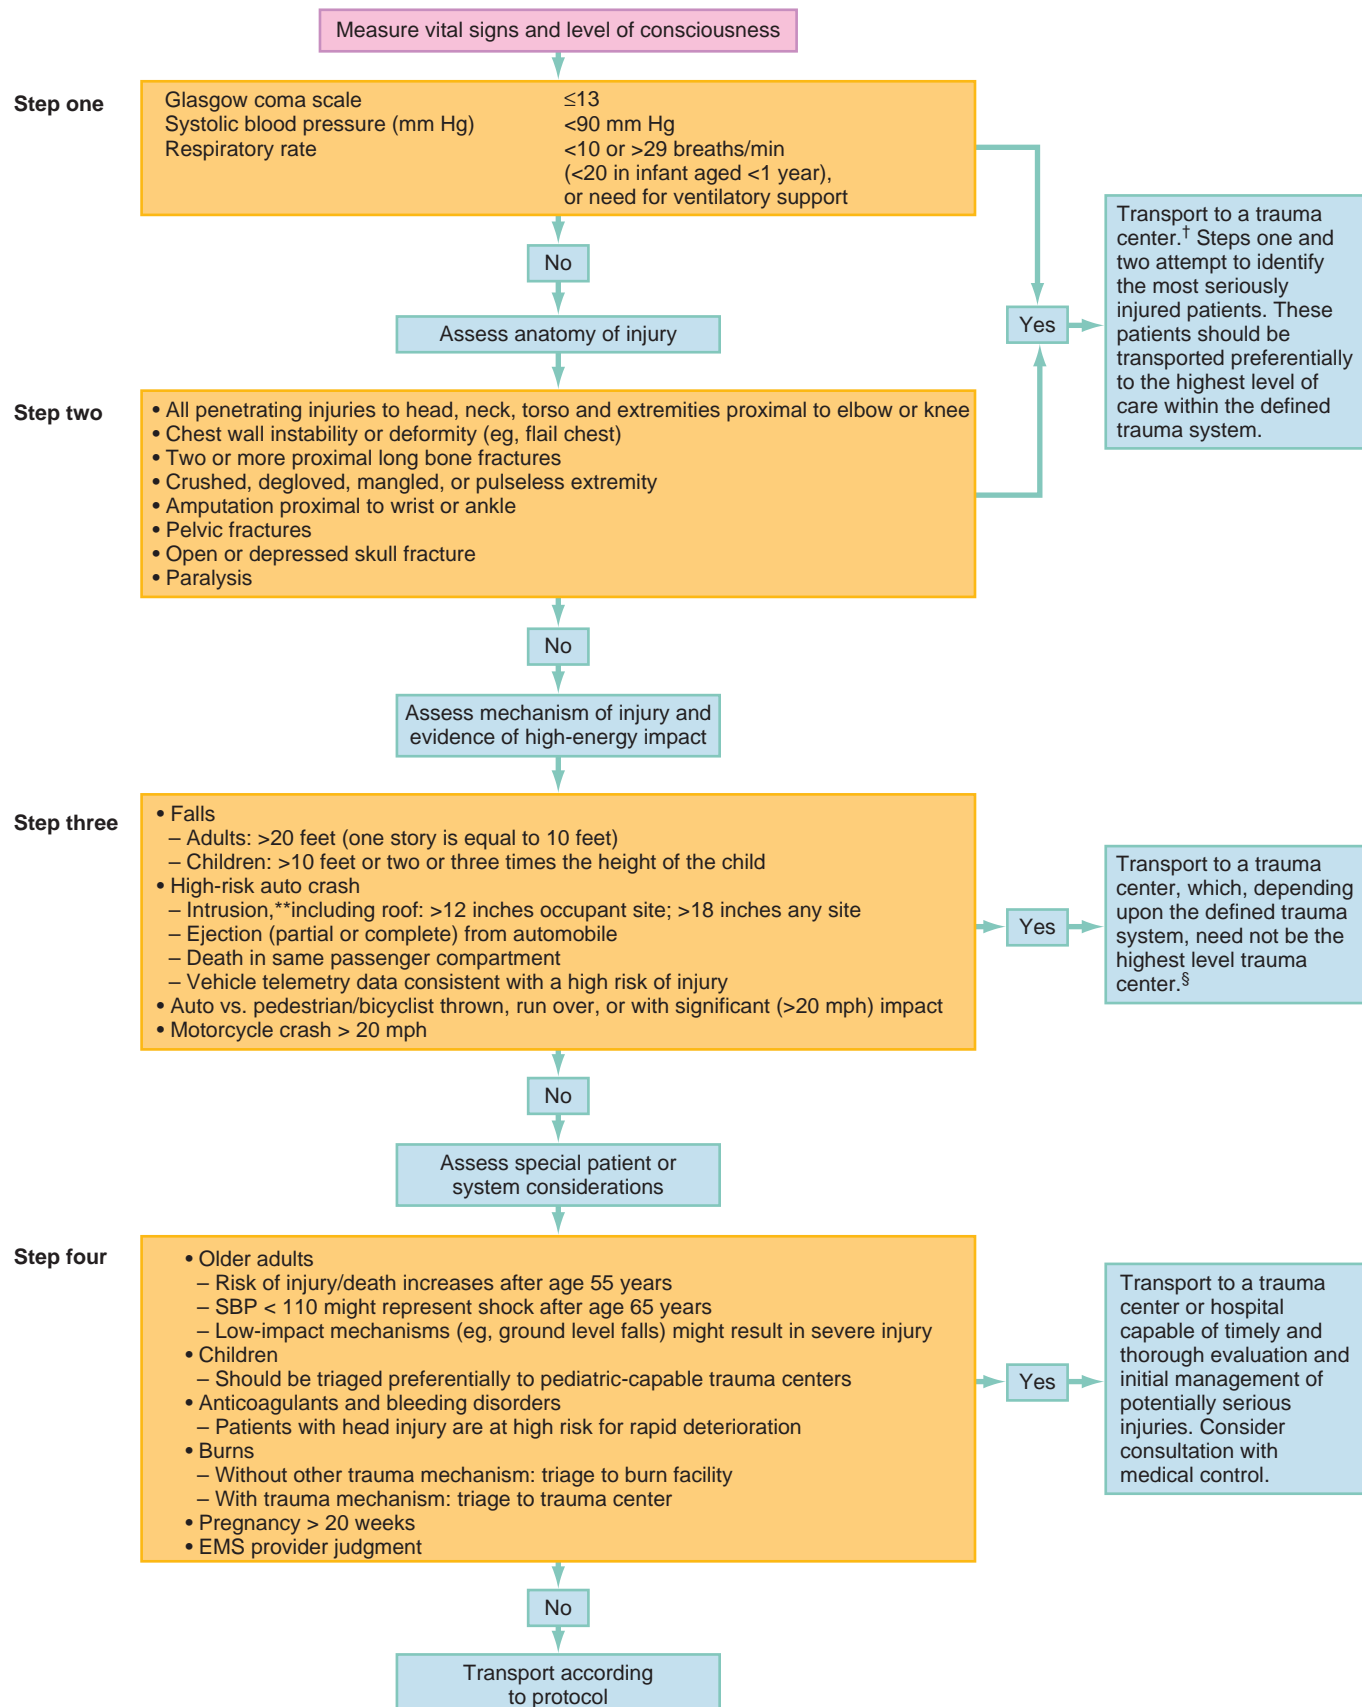 Measure vital signs and level of consciousness
Step one
Glasgow coma scale ≤13
Systolic blood pressure (mm Hg) <90 mm Hg
Respiratory rate <10 or >29 breaths/min
(<20 in infant aged <1 year),
or need for ventilatory support
No
Assess anatomy of injury
Yes
Transport to a trauma
center.† Steps one and
two attempt to identify
the most seriously
injured patients. These
patients should be
transported preferentially
to the highest level of
care within the defined
trauma system.
Step two
• All penetrating injuries to head, neck, torso and extremities proximal to elbow or knee
• Chest wall instability or deformity (eg, flail chest)
• Two or more proximal long bone fractures
• Crushed, degloved, mangled, or pulseless extremity
• Amputation proximal to wrist or ankle
• Pelvic fractures
• Open or depressed skull fracture
• Paralysis
No
Assess mechanism of injury and
evidence of high-energy impact
Step three
• Falls
– Adults: >20 feet (one story is equal to 10 feet)
– Children: >10 feet or two or three times the height of the child
• High-risk auto crash
– Intrusion,**including roof: >12 inches occupant site; >18 inches any site
– Ejection (partial or complete) from automobile
– Death in same passenger compartment
– Vehicle telemetry data consistent with a high risk of injury
• Auto vs. pedestrian/bicyclist thrown, run over, or with significant (>20 mph) impact
• Motorcycle crash > 20 mph
Yes
Transport to a trauma
center, which, depending
upon the defined trauma
system, need not be the
highest level trauma
center.§
No
Assess special patient or
system considerations
Step four
• Older adults
– Risk of injury/death increases after age 55 years
– SBP < 110 might represent shock after age 65 years
– Low-impact mechanisms (eg, ground level falls) might result in severe injury
• Children
– Should be triaged preferentially to pediatric-capable trauma centers
• Anticoagulants and bleeding disorders
– Patients with head injury are at high risk for rapid deterioration
• Burns
– Without other trauma mechanism: triage to burn facility
– With trauma mechanism: triage to trauma center
• Pregnancy > 20 weeks
• EMS provider judgment
Yes
Transport to a trauma
center or hospital
capable of timely and
thorough evaluation and
initial management of
potentially serious
injuries. Consider
consultation with
medical control.
No
Transport according
to protocol